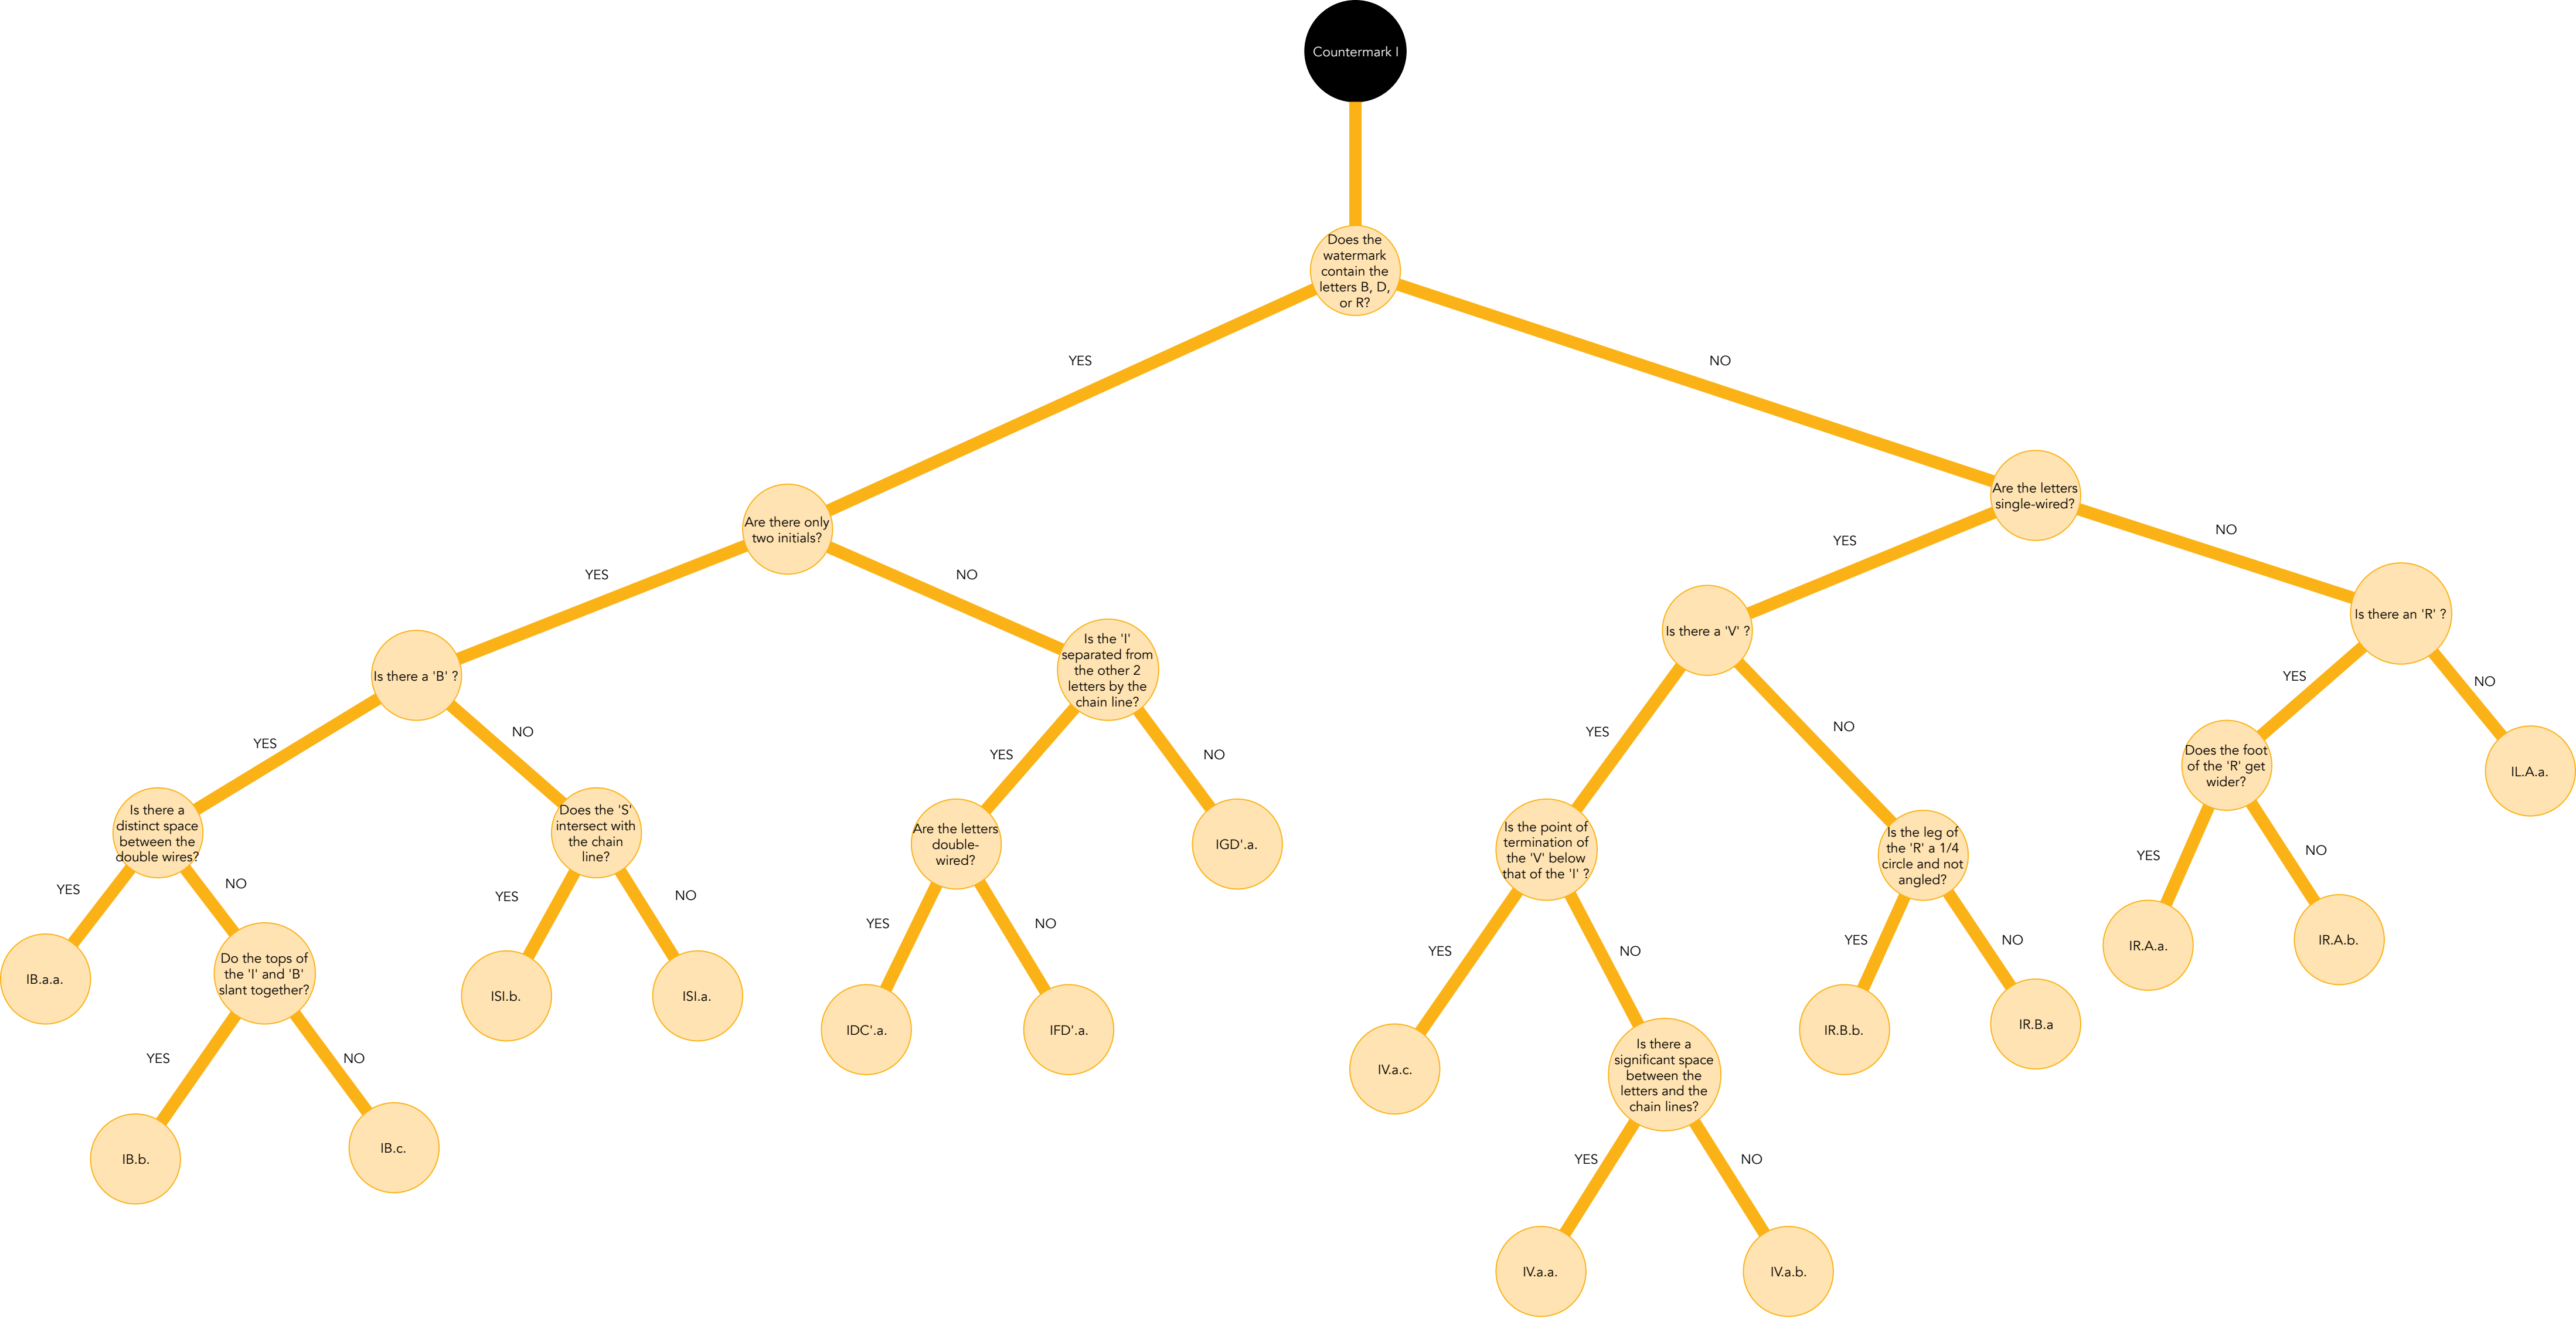 Countermark I
Does the
watermark
contain the
letters B, D,
or R?
YES
NO
Are the letters
single-wired?
Are there only
two initials?
YES
NO
YES
NO
Is there a 'B' ?
Is the 'I'
separated from
the other 2
letters by the
chain line?
Is there a 'V' ?
Is there an 'R' ?
YES
NO
YES
NO
YES
NO
YES
NO
Is there a
distinct space
between the
double wires?
Does the 'S'
intersect with
the chain
line?
Are the letters
double-
wired?
IGD'.a.
Is the point of
termination of
the 'V' below
that of the 'I' ?
Is the leg of
the 'R' a 1/4
circle and not
angled?
Does the foot
of the 'R' get
wider?
IL.A.a.
YES
NO
YES
NO
YES
NO
YES
NO
YES
NO
YES
NO
IB.a.a.
Do the tops of
the 'I' and 'B'
slant together?
ISI.b.
ISI.a.
IDC'.a.
IFD'.a.
IV.a.c.
Is there a
significant space
between the
letters and the
chain lines?
IR.B.b.
IR.B.a
IR.A.a.
IR.A.b.
YES
NO
YES
NO
IB.b.
IB.c.
IV.a.a.
IV.a.b.